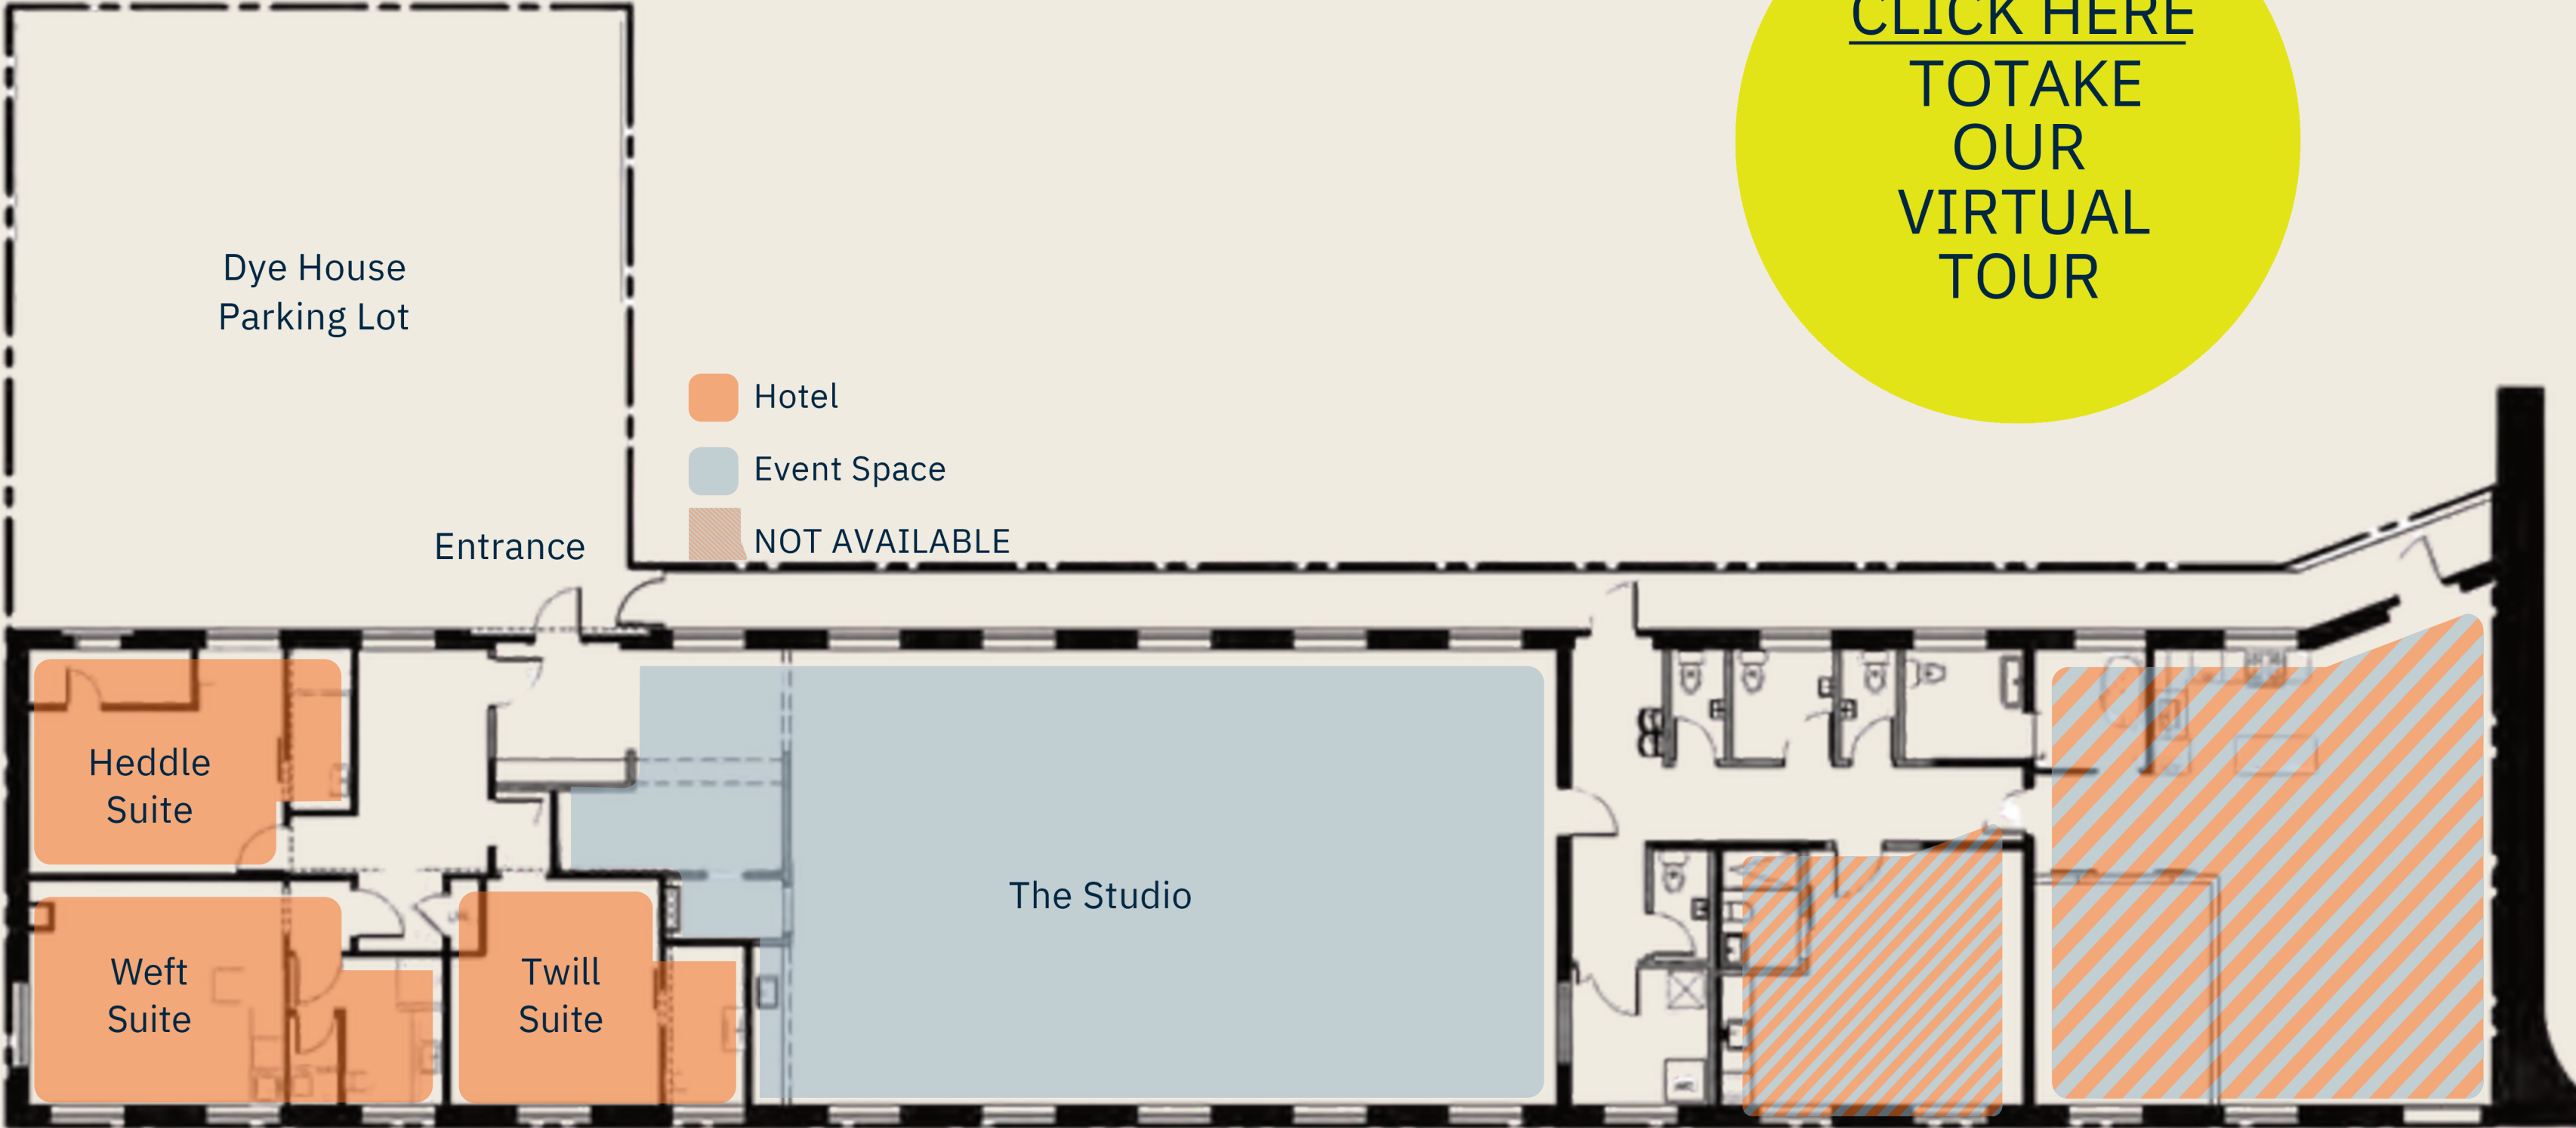 CLICK HERE
TOTAKE
OUR
VIRTUAL
TOUR
Dye House
Parking Lot
Hotel
Event Space
NOT AVAILABLE
Entrance
Heddle
Suite
Weft
Suite
Twill
Suite
The Studio